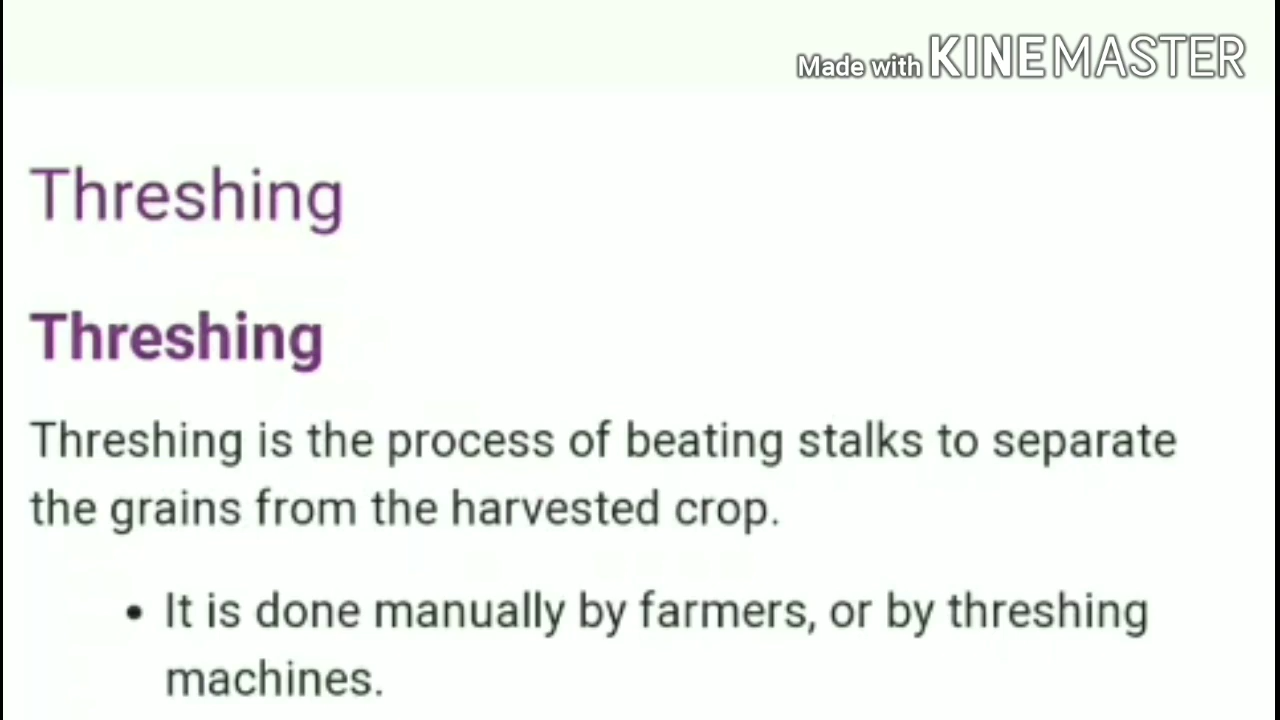 Made with KINEMASTER
Threshing
Threshing
Threshing is the process of beating stalks to separate
the grains from the harvested crop.
• It is done manually by farmers, or by threshing
machines.